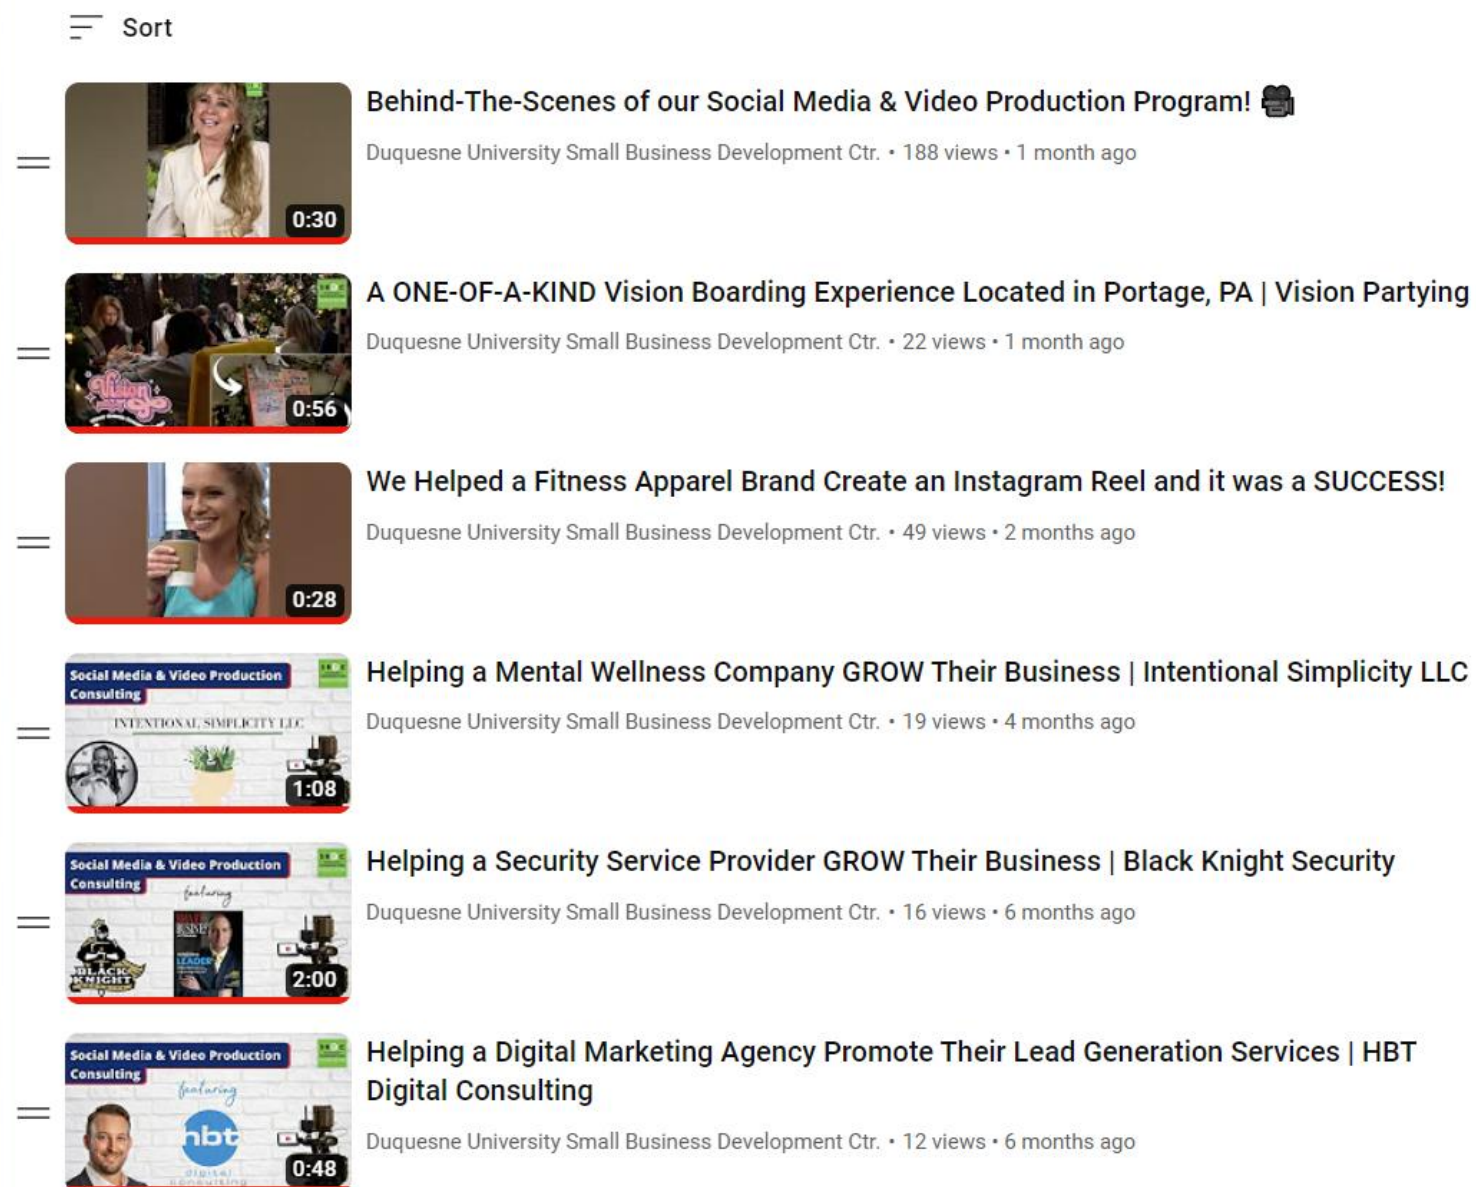 Sort
Behind-The-Scenes of our Social Media & Video Production Program! 🎥
Duquesne University Small Business Development Ctr. • 188 views • 1 month ago
0:30
A ONE-OF-A-KIND Vision Boarding Experience Located in Portage, PA | Vision Partying
Duquesne University Small Business Development Ctr. • 22 views • 1 month ago
Vision
0:56
We Helped a Fitness Apparel Brand Create an Instagram Reel and it was a SUCCESS!
Duquesne University Small Business Development Ctr. • 49 views • 2 months ago
0:28
Social Media & Video Production
Consulting
INTENTIONAL SIMPLICITY LLC
1:08
Helping a Mental Wellness Company GROW Their Business | Intentional Simplicity LLC
Duquesne University Small Business Development Ctr. • 19 views • 4 months ago
Social Media & Video Production
Consulting
featuring
LEADER
BLACK
KNIGHT
2:00
Helping a Security Service Provider GROW Their Business | Black Knight Security
Duquesne University Small Business Development Ctr. • 16 views • 6 months ago
Social Media & Video Production
Consulting
featuring
hbt
digital
consulting
0:48
Helping a Digital Marketing Agency Promote Their Lead Generation Services | HBT
Digital Consulting
Duquesne University Small Business Development Ctr. • 12 views • 6 months ago